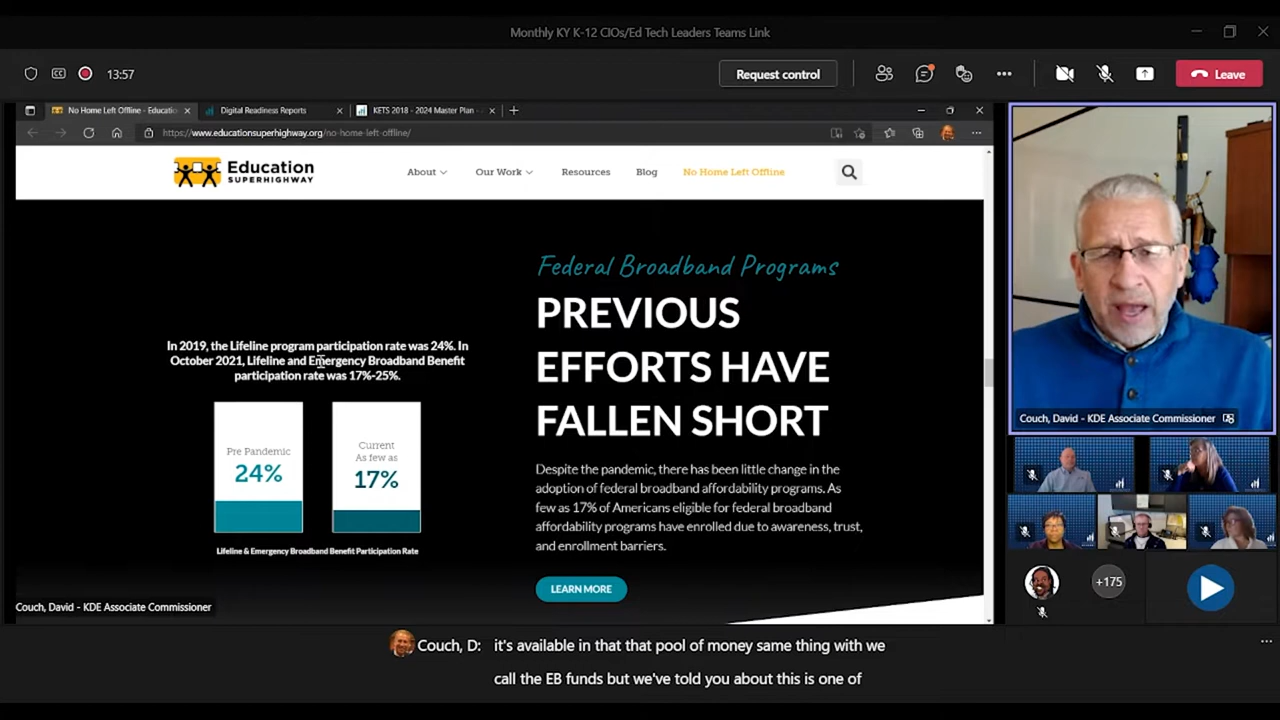 Monthly KY K-12 CIOs/Ed Tech Leaders Teams Link
13:57
Request control
Leave
No Home Left Offline - Educatio
Digital Readiness Reports
KETS 2018 - 2024 Master Plan -
https://www.educationsuperhighway.org/no-home-left-offline/
Education
SUPERHIGHWAY
About
Our Work
Resources
Blog
No Home Left Offline
In 2019, the Lifeline program participation rate was 24%. In
October 2021, Lifeline and Emergency Broadband Benefit
participation rate was 17%-25%.
Pre Pandemic
24%
Current
As few as
17%
Lifeline & Emergency Broadband Benefit Participation Rate
Federal Broadband Programs
PREVIOUS
EFFORTS HAVE
FALLEN SHORT
Despite the pandemic, there has been little change in the
adoption of federal broadband affordability programs. As
few as 17% of Americans eligible for federal broadband
affordability programs have enrolled due to awareness, trust,
and enrollment barriers.
LEARN MORE
Couch, David - KDE Associate Commissioner
Couch, David - KDE Associate Commissioner
+175
Couch, D: it's available in that that pool of money same thing with we
call the EB funds but we've told you about this is one of